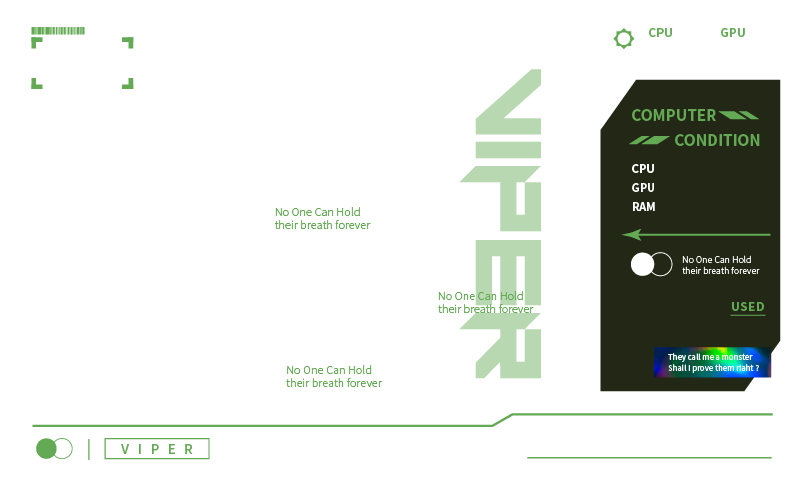 CPU GPU
VIPER
COMPUTER
CONDITION
CPU
GPU
RAM
No One Can Hold
their breath forever
No One Can Hold
their breath forever
No One Can Hold
their breath forever
USED
They call me a monster
Shall I prove them right ?
No One Can Hold
their breath forever
VIPER